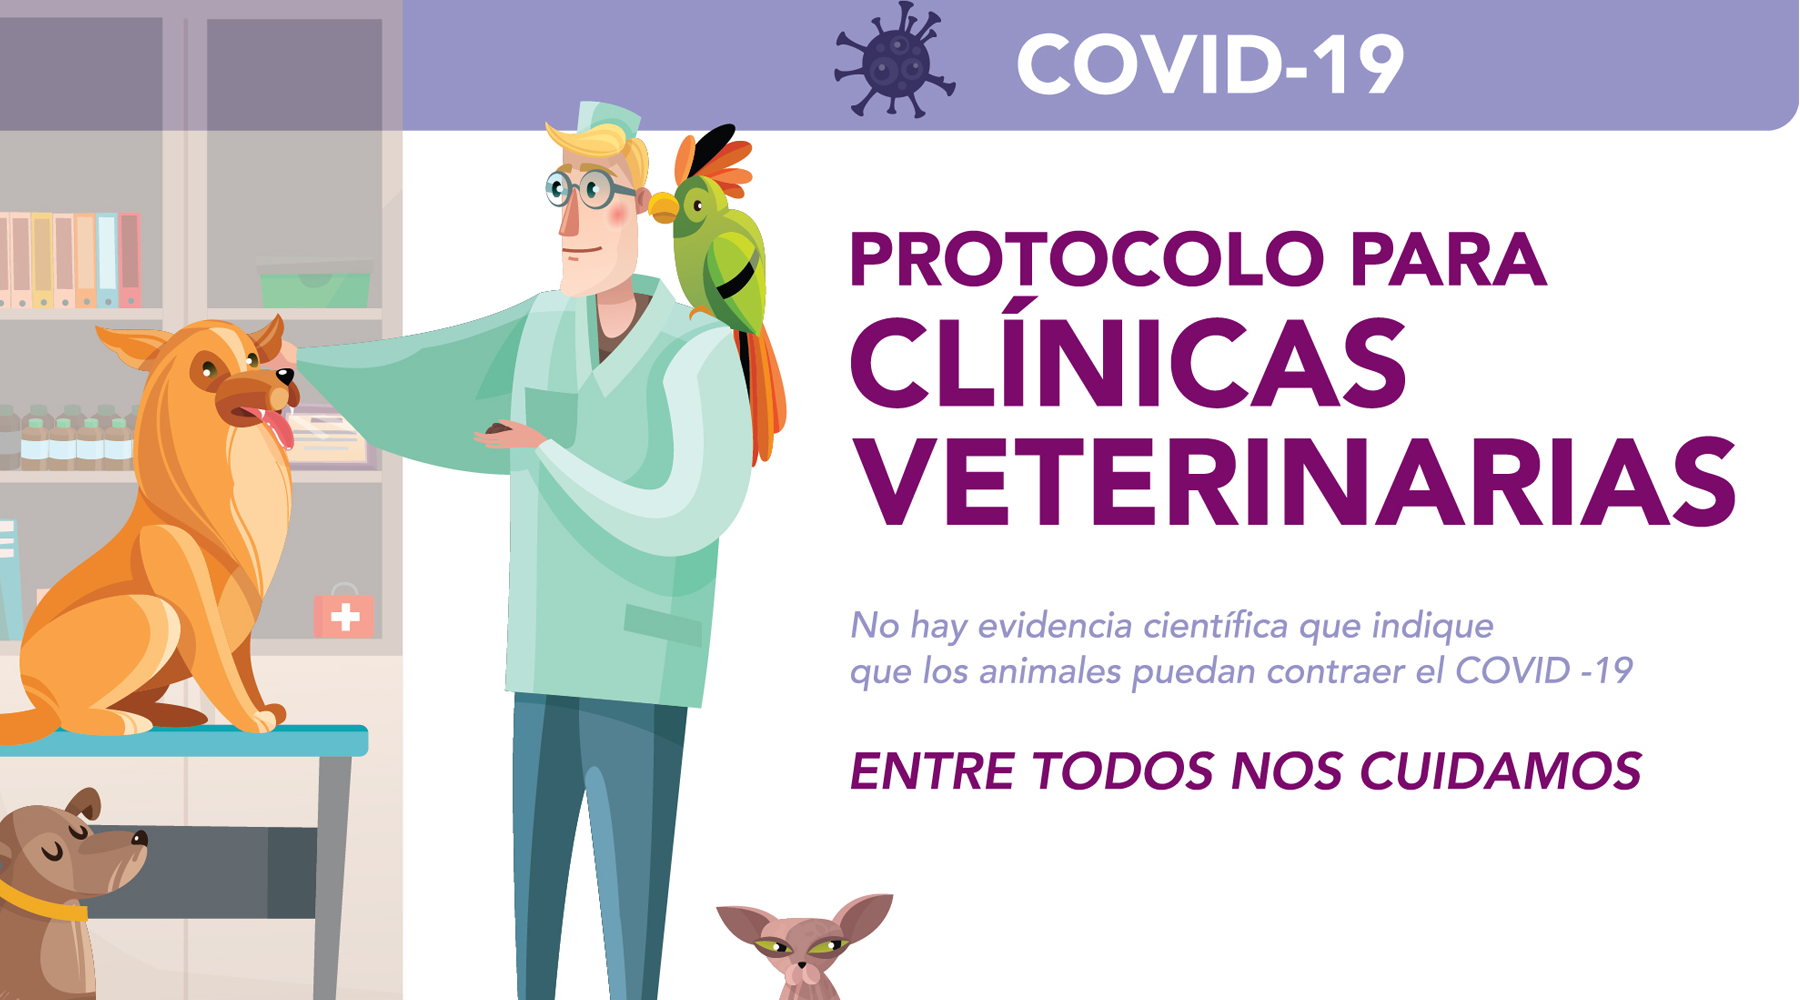 COVID-19
PROTOCOLO PARA
CLÍNICAS
VETERINARIAS
No hay evidencia científica que indique
que los animales puedan contraer el COVID -19
ENTRE TODOS NOS CUIDAMOS